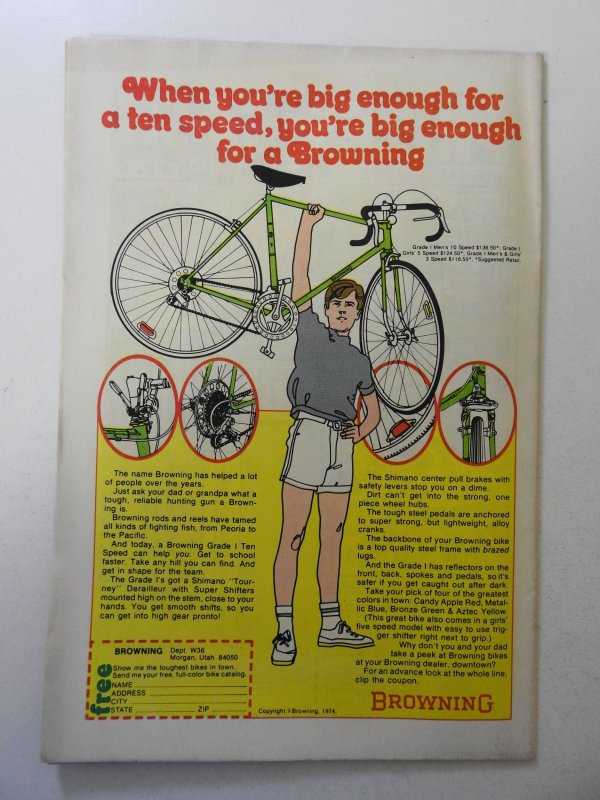 When you're big enough for
a ten speed, you're big enough
for a Browning
Grade I Men's 10 Speed $136.50*; Grade I
Girls' 5 Speed $124.50*; Grade I Men's & Girls'
3 Speed $116.50*. *Suggested Retail.
The name Browning has helped a lot
of people over the years.
Just ask your dad or grandpa what a
tough, reliable hunting gun a Brown-
ing is.
Browning rods and reels have tamed
all kinds of fighting fish, from Peoria to
the Pacific.
And today, a Browning Grade I Ten
Speed can help you. Get to school
faster. Take any hill you can find. And
get in shape for the team.
The Grade I's got a Shimano "Tour-
ney" Derailleur with Super Shifters
mounted high on the stem, close to your
hands. You get smooth shifts, so you
can get into high gear pronto!
The Shimano center pull brakes with
safety levers stop you on a dime.
Dirt can't get into the strong, one
piece wheel hubs.
The tough steel pedals are anchored
to super strong, but lightweight, alloy
cranks.
The backbone of your Browning bike
is a top quality steel frame with brazed
lugs.
And the Grade I has reflectors on the
front, back, spokes and pedals, so it's
safer if you get caught out after dark.
Take your pick of four of the greatest
colors in town: Candy Apple Red, Metal-
lic Blue, Bronze Green & Aztec Yellow.
(This great bike also comes in a girls'
five speed model with easy to use trig-
ger shifter right next to grip.)
Why don't you and your dad
take a peek at Browning bikes
at your Browning dealer, downtown?
For an advance look at the whole line,
clip the coupon.
BROWNING Dept. W36
Morgan, Utah 84050
free
Show me the toughest bikes in town.
Send me your free, full-color bike catalog.
NAME
ADDRESS
CITY
STATE ZIP
Copyright © Browning, 1974.
BROWNING